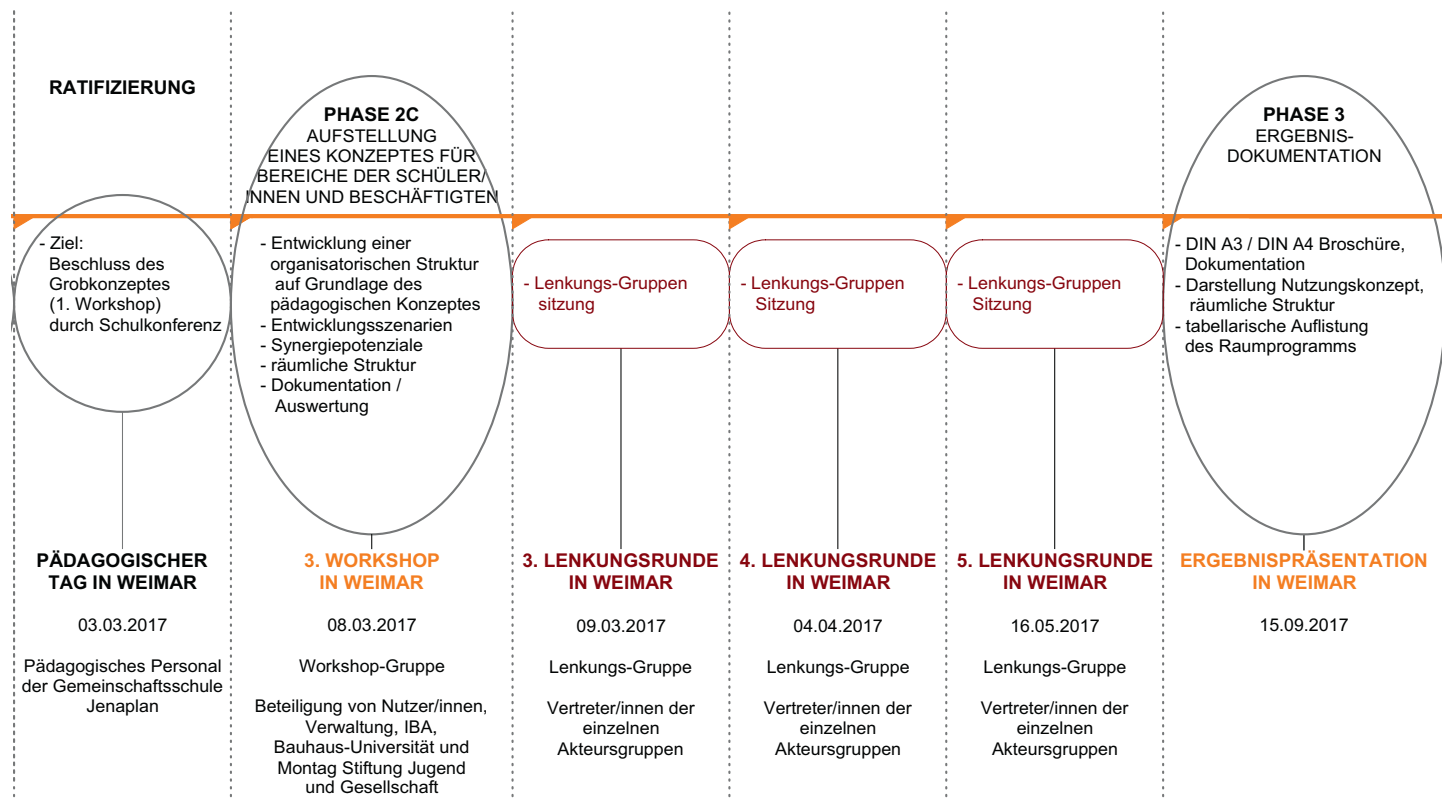 RATIFIZIERUNG
- Ziel:
Beschluss des
Grobkonzeptes
(1. Workshop)
durch Schulkonferenz
PÄDAGOGISCHER
TAG IN WEIMAR
03.03.2017
Pädagogisches Personal
der Gemeinschaftsschule
Jenaplan
PHASE 2C
AUFSTELLUNG
EINES KONZEPTES FÜR
BEREICHE DER SCHÜLER/
INNEN UND BESCHÄFTIGTEN
- Entwicklung einer
organisatorischen Struktur
auf Grundlage des
pädagogischen Konzeptes
- Entwicklungsszenarien
- Synergiepotenziale
- räumliche Struktur
- Dokumentation /
Auswertung
3. WORKSHOP
IN WEIMAR
08.03.2017
Workshop-Gruppe
Beteiligung von Nutzer/innen,
Verwaltung, IBA,
Bauhaus-Universität und
Montag Stiftung Jugend
und Gesellschaft
- Lenkungs-Gruppen
sitzung
3. LENKUNGSRUNDE
IN WEIMAR
09.03.2017
Lenkungs-Gruppe
Vertreter/innen der
einzelnen
Akteursgruppen
- Lenkungs-Gruppen
Sitzung
4. LENKUNGSRUNDE
IN WEIMAR
04.04.2017
Lenkungs-Gruppe
Vertreter/innen der
einzelnen
Akteursgruppen
- Lenkungs-Gruppen
Sitzung
5. LENKUNGSRUNDE
IN WEIMAR
16.05.2017
Lenkungs-Gruppe
Vertreter/innen der
einzelnen
Akteursgruppen
PHASE 3
ERGEBNIS-
DOKUMENTATION
- DIN A3 / DIN A4 Broschüre,
Dokumentation
- Darstellung Nutzungskonzept,
räumliche Struktur
- tabellarische Auflistung
des Raumprogramms
ERGEBNISPRÄSENTATION
IN WEIMAR
15.09.2017